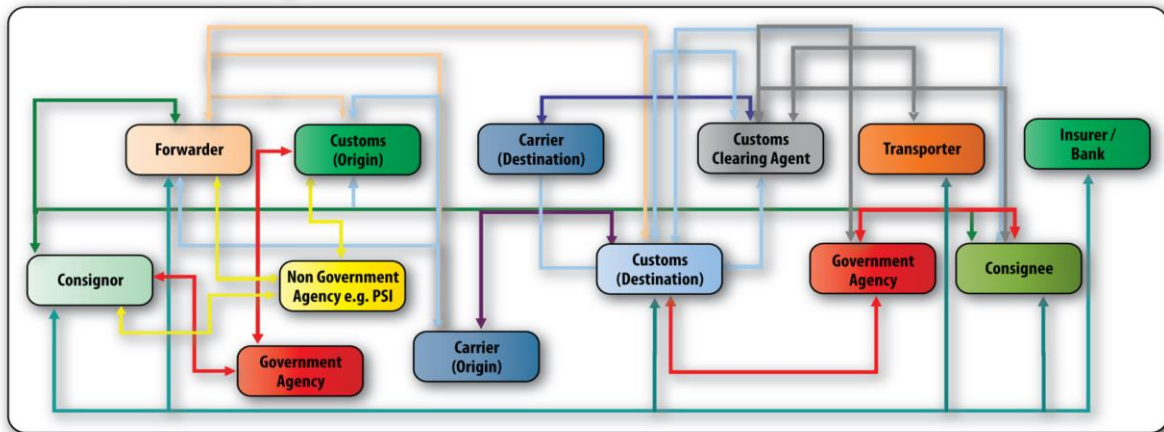 Forwarder
Customs
(Origin)
Carrier
(Destination)
Customs
Clearing Agent
Transporter
Insurer /
Bank
Consignor
Non Government
Agency e.g. PSI
Customs
(Destination)
Government
Agency
Consignee
Government
Agency
Carrier
(Origin)